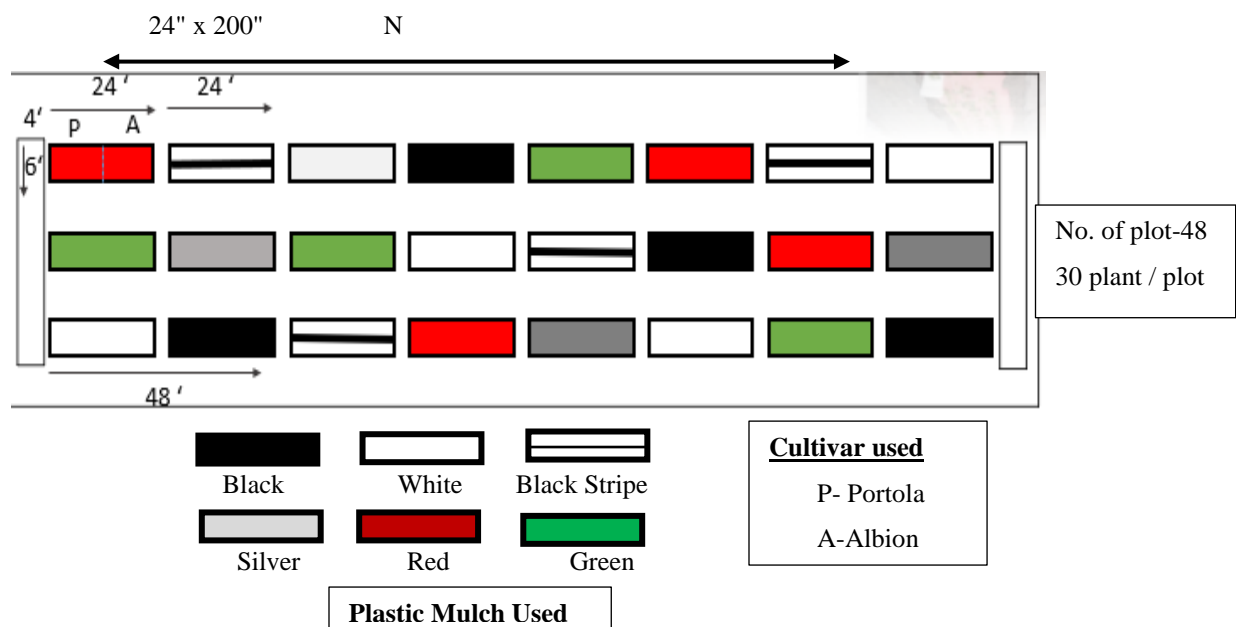 24" x 200" N
24 ' 24 '
4' P A
6'
No. of plot-48
30 plant / plot
48 '
Black White Black Stripe
Silver Red Green
Cultivar used
P- Portola
A-Albion
Plastic Mulch Used